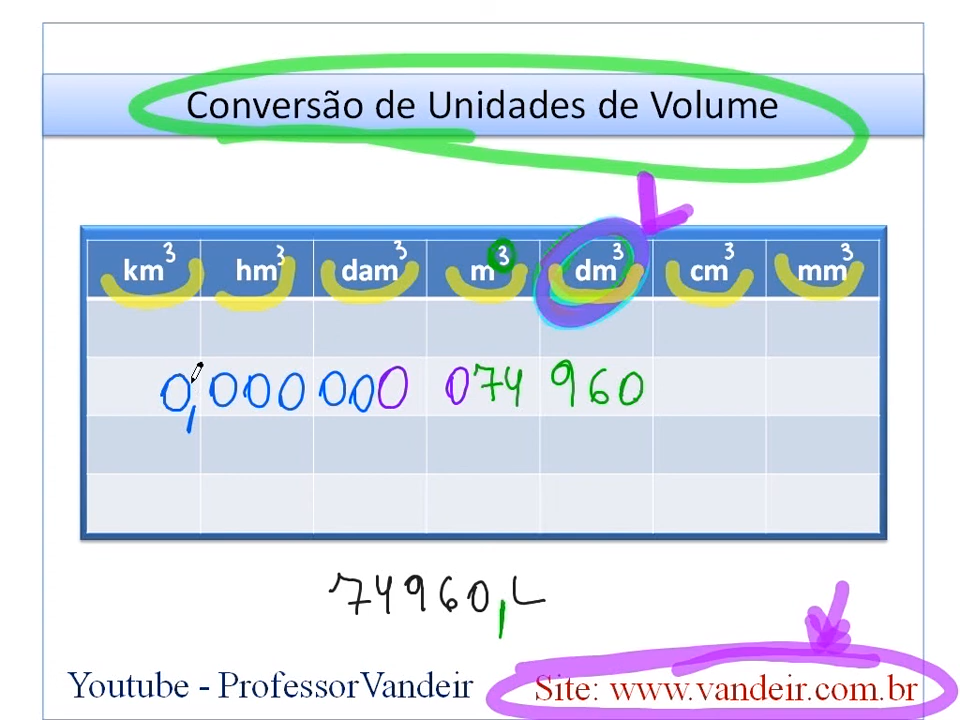 Conversão de Unidades de Volume
km³ hm³ dam³ m³ dm³ cm³ mm³
0,000 000 074 960
74960, L
Youtube - ProfessorVandeir
Site: www.vandeir.com.br